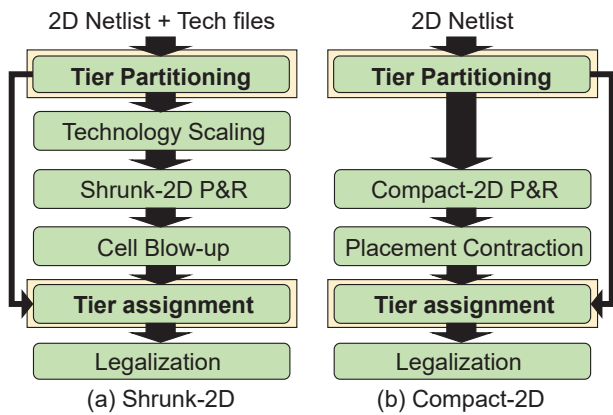 2D Netlist + Tech files
Tier Partitioning
Technology Scaling
Shrunk-2D P&R
Cell Blow-up
Tier assignment
Legalization
(a) Shrunk-2D
2D Netlist
Tier Partitioning
Compact-2D P&R
Placement Contraction
Tier assignment
Legalization
(b) Compact-2D